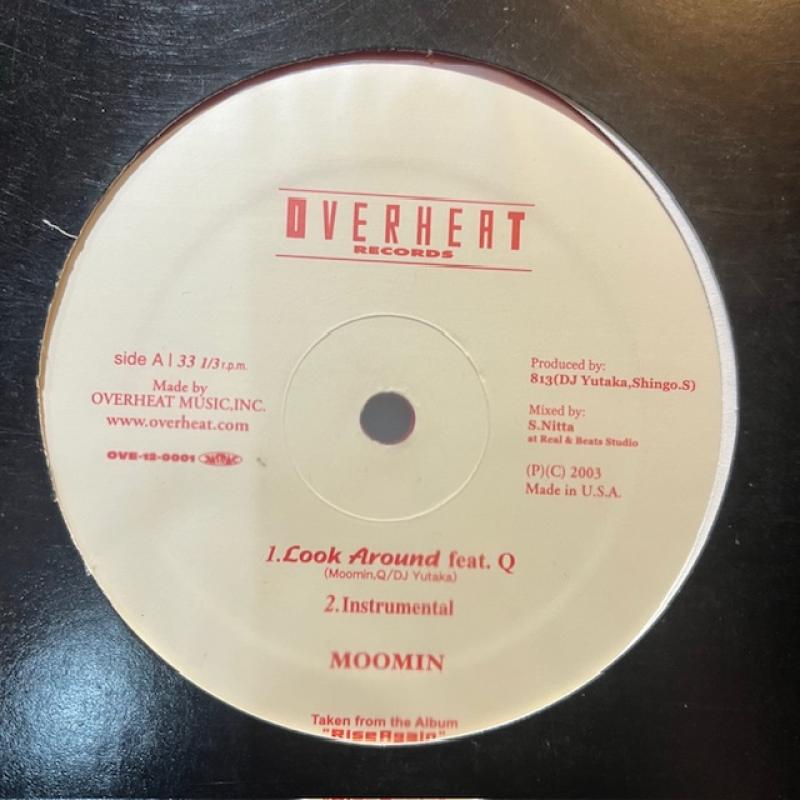 OVERHEAT
RECORDS
side A | 33 1/3 r.p.m.
Made by
OVERHEAT MUSIC,INC.
www.overheat.com
OVE-12-0001 JASRAC
Produced by:
813(DJ Yutaka,Shingo.S)
Mixed by:
S.Nitta
at Real & Beats Studio
(P)(C) 2003
Made in U.S.A.
1.Look Around feat. Q
(Moomin,Q/DJ Yutaka)
2.Instrumental
MOOMIN
Taken from the Album
"RiseAgain"